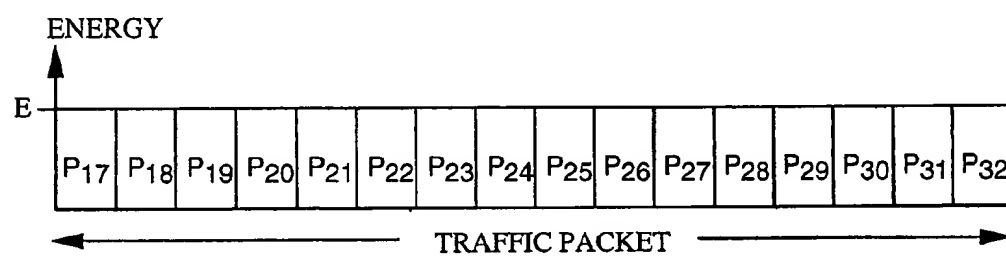 ENERGY
E
P17 P18 P19 P20 P21 P22 P23 P24 P25 P26 P27 P28 P29 P30 P31 P32
TRAFFIC PACKET